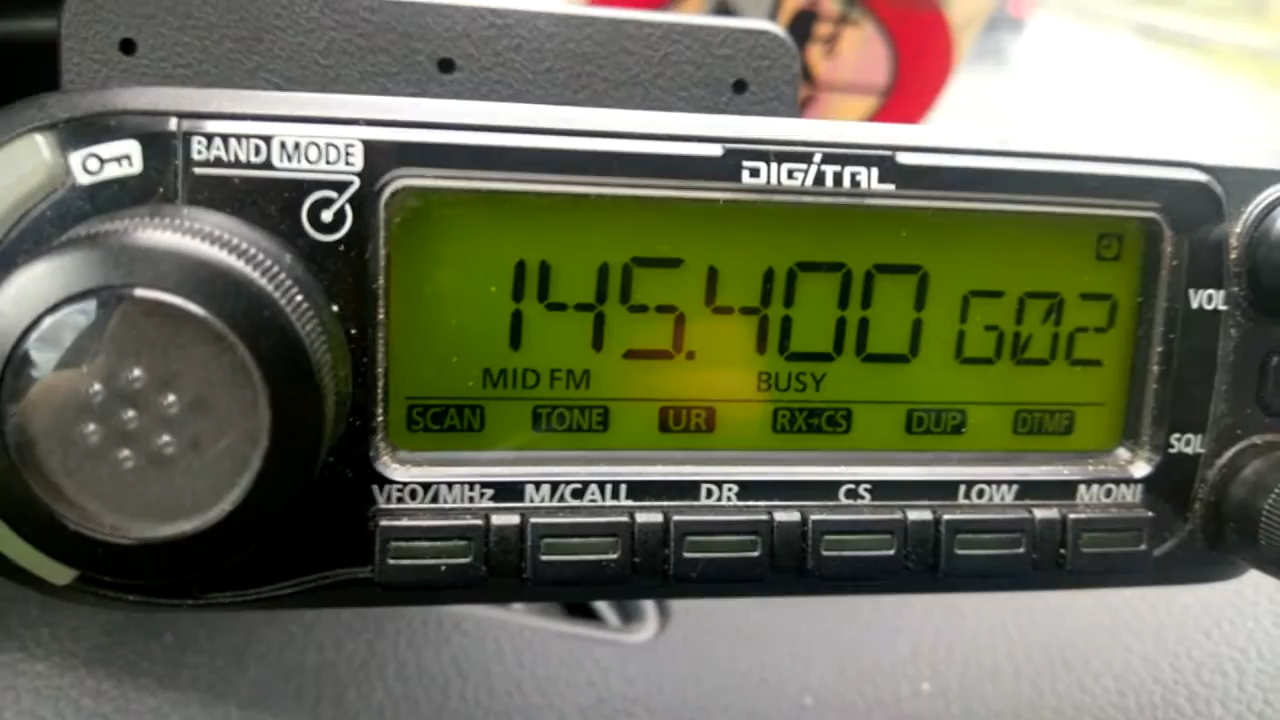 BAND MODE
DIGITAL
145.400 G02
VOL
MID FM BUSY
SCAN TONE UR RX→CS DUP. DTMF
SQL
VFO/MHz M/CALL DR CS LOW MONI